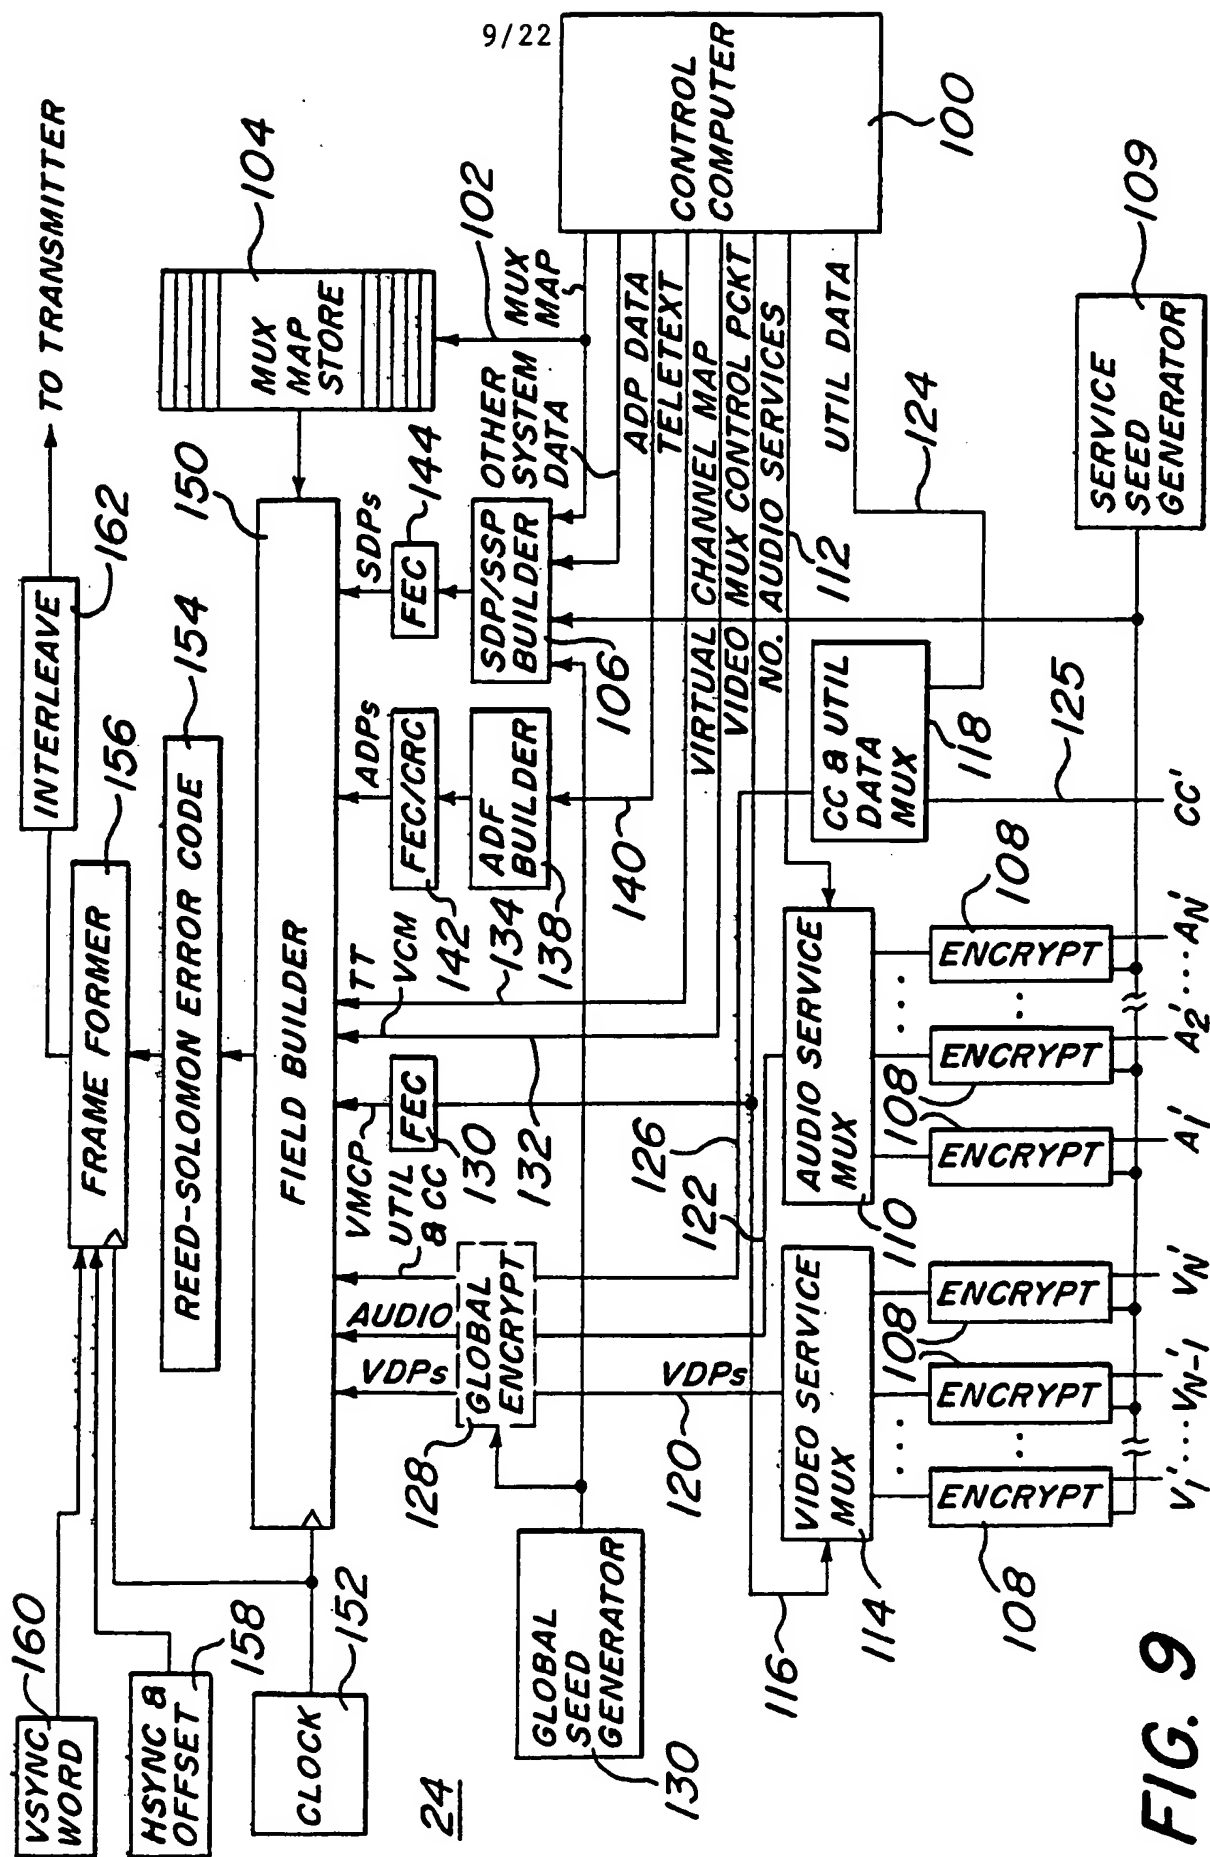 9/22
VSYNC
WORD
160
HSYNC &
OFFSET
158
CLOCK
152
24
FRAME FORMER
156
INTERLEAVE
162
TO TRANSMITTER
REED-SOLOMON ERROR CODE
154
FIELD BUILDER
150
MUX
MAP
STORE
104
102
MUX
MAP
VDPs
AUDIO
UTIL
& CC
VMCP
VCM
TT
ADPs
SDPs
GLOBAL
ENCRYPT
128
FEC
130
132
134
FEC/CRC
142
ADF
BUILDER
138
140
FEC
144
SDP/SSP
BUILDER
106
OTHER
SYSTEM
DATA
ADP DATA
TELETEXT
VIRTUAL CHANNEL MAP
VIDEO MUX CONTROL PCKT
NO. AUDIO SERVICES
112
UTIL DATA
124
CONTROL
COMPUTER
100
GLOBAL
SEED
GENERATOR
130
VDPs
120
122
126
116
VIDEO SERVICE
MUX
114
AUDIO SERVICE
MUX
110
CC & UTIL
DATA
MUX
118
125
SERVICE
SEED
GENERATOR
109
ENCRYPT
ENCRYPT
ENCRYPT
ENCRYPT
ENCRYPT
ENCRYPT
108
108
108
108
V1' .... VN-1' VN' A1' A2' .... AN' CC'
FIG. 9